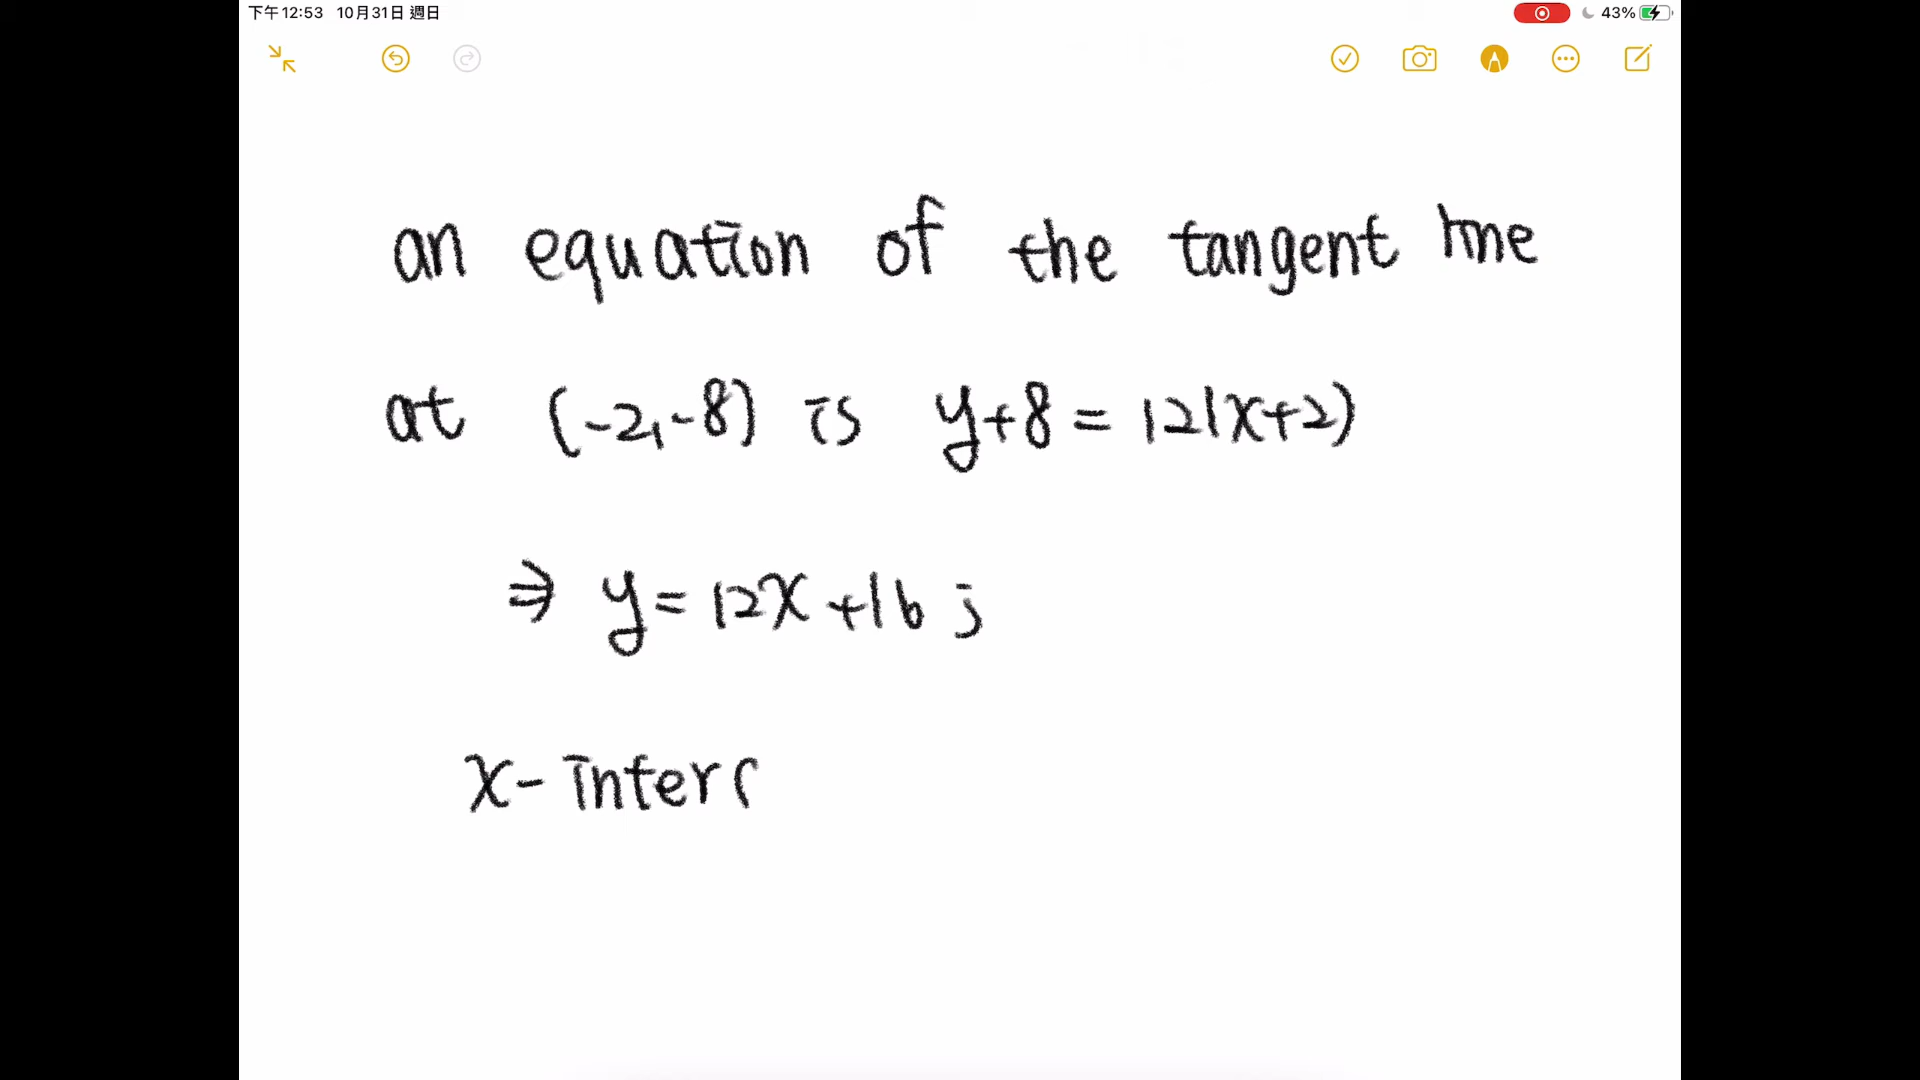 下午12:53 10月31日 週日 43%
an equation of the tangent line
at (-2,-8) is y+8=12(x+2)
⇒ y=12x+16;
x-interc